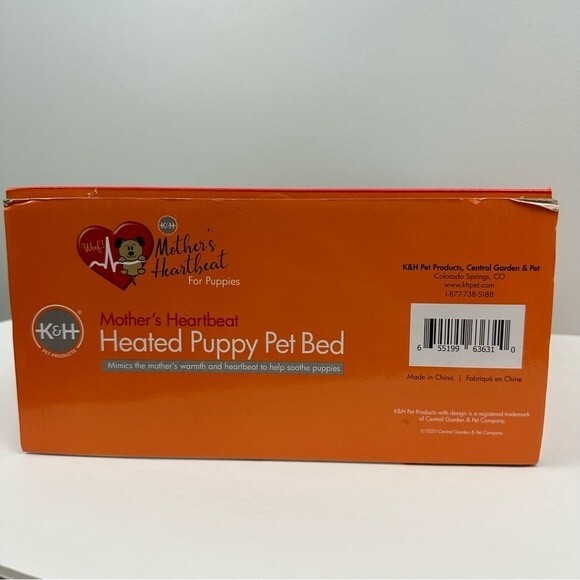 Woof!
K&H
Mother's
Heartbeat
For Puppies
K&H®
PET PRODUCTS
Mother's Heartbeat
Heated Puppy Pet Bed
Mimics the mother's warmth and heartbeat to help soothe puppies
K&H Pet Products, Central Garden & Pet
Colorado Springs, CO
www.khpet.com
1-877-738-5188
6 55199 63631 0
Made in China | Fabriqué en Chine
K&H Pet Products with design is a registered trademark
of Central Garden & Pet Company.
©2020 Central Garden & Pet Company